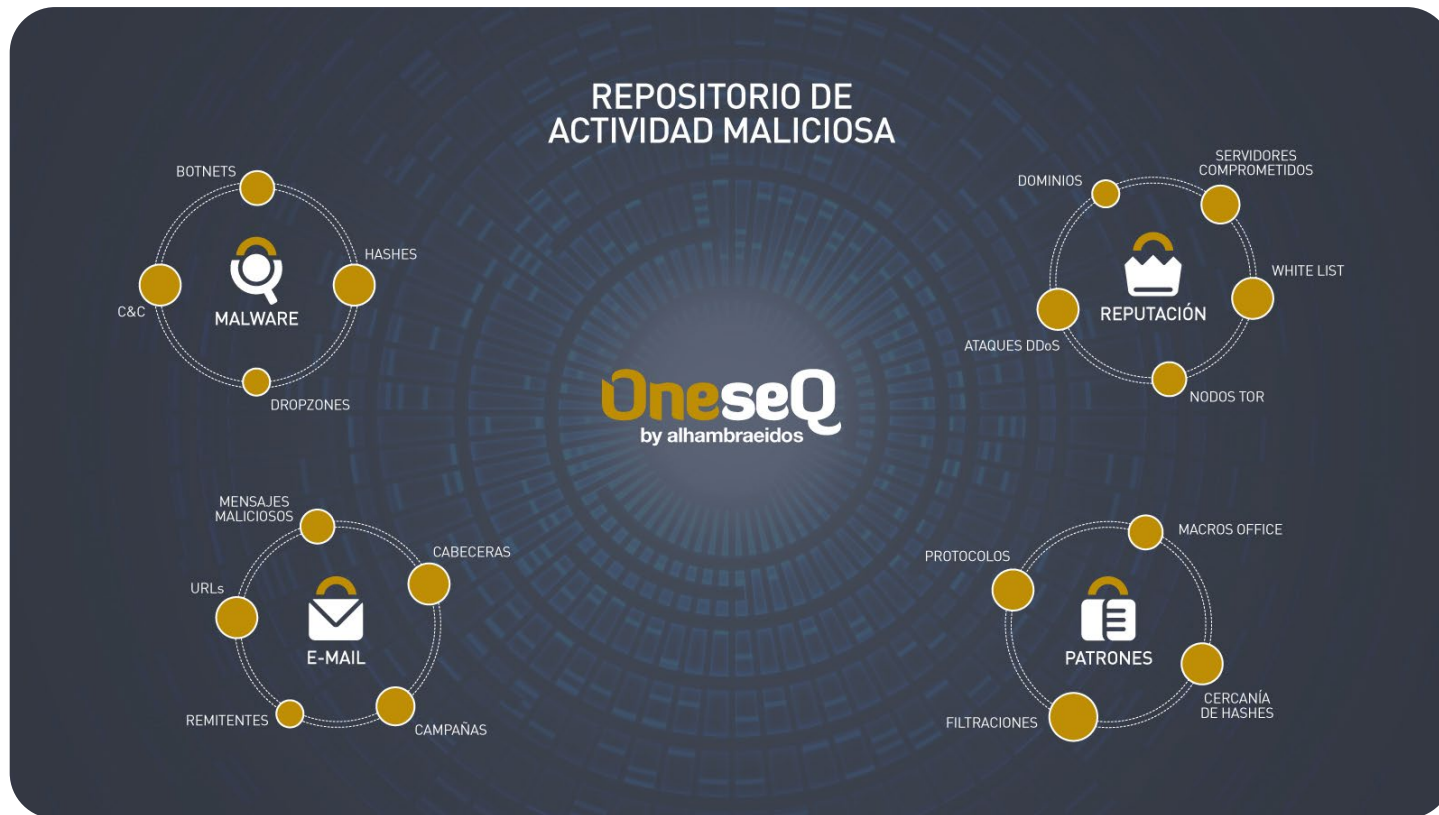 REPOSITORIO DE
ACTIVIDAD MALICIOSA
BOTNETS
HASHES
C&C
MALWARE
DROPZONES
DOMINIOS
SERVIDORES
COMPROMETIDOS
WHITE LIST
REPUTACIÓN
ATAQUES DDoS
NODOS TOR
OneseQ
by alhambraeidos
MENSAJES
MALICIOSOS
CABECERAS
URLs
E-MAIL
REMITENTES
CAMPAÑAS
MACROS OFFICE
PROTOCOLOS
PATRONES
CERCANÍA
DE HASHES
FILTRACIONES